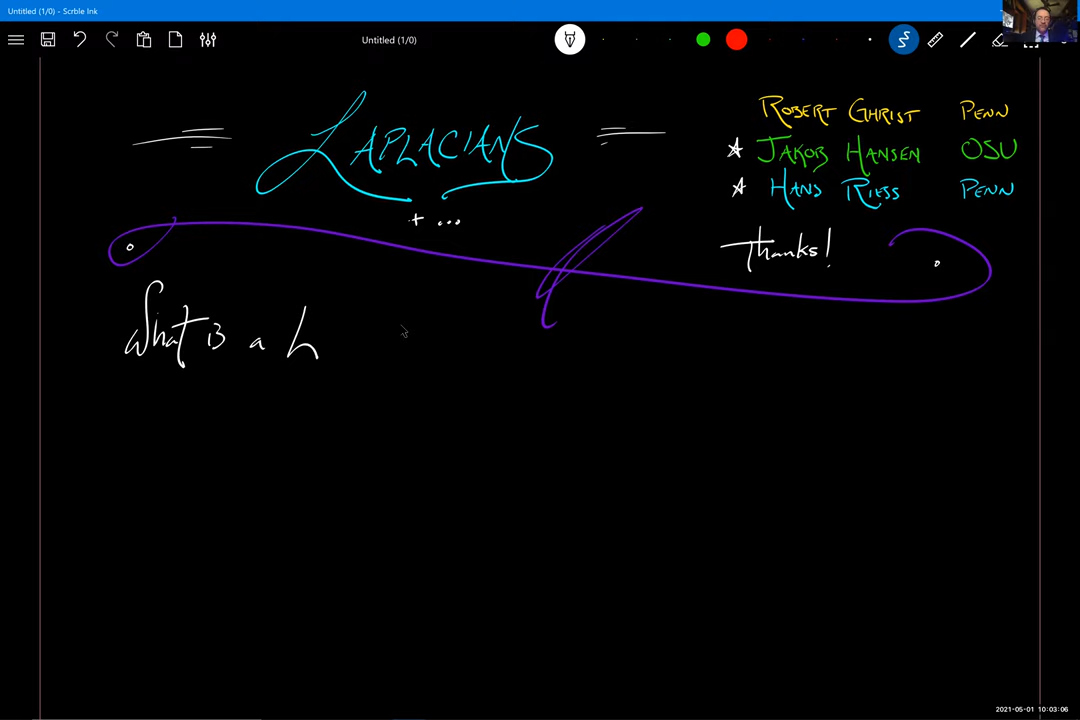 Untitled (1/0) - Scrble Ink
Untitled (1/0)
LAPLACIANS
+ ...
ROBERT GHRIST PENN
☆ JAKOB HANSEN OSU
☆ HANS RIESS PENN
Thanks!
What is a L
2021-05-01 10:03:06